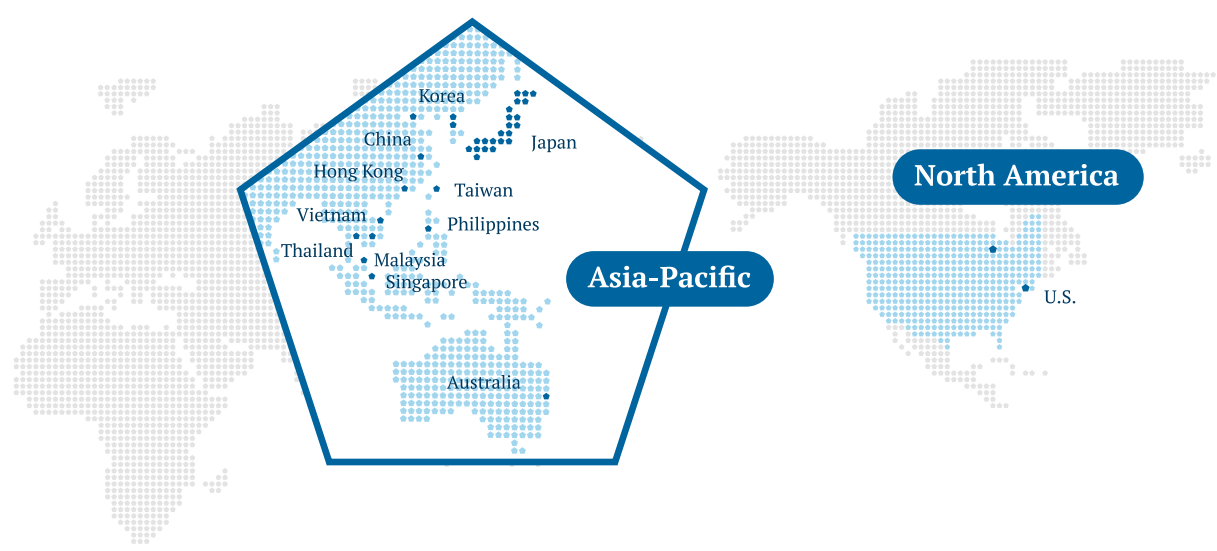 Korea
China
Japan
Hong Kong
Taiwan
Vietnam
Philippines
Thailand
Malaysia
Singapore
Asia-Pacific
Australia
North America
U.S.